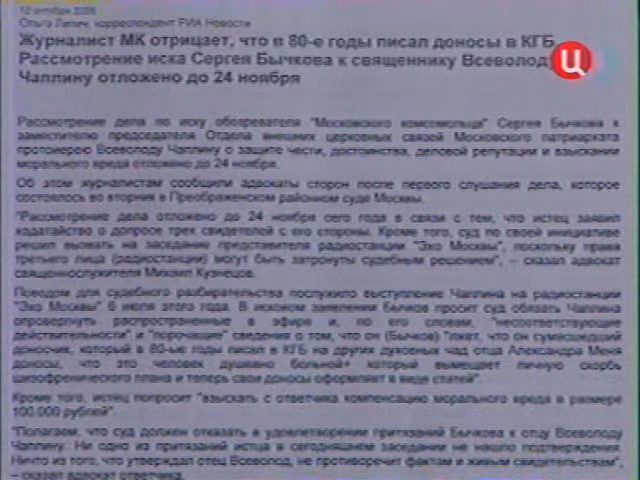 12 октября 2006
Ольга Липич, корреспондент РИА Новости
Журналист МК отрицает, что в 80-е годы писал доносы в КГБ.
Рассмотрение иска Сергея Бычкова к священнику Всеволоду
Чаплину отложено до 24 ноября
Ц
Рассмотрение дела по иску обозревателя "Московского комсомольца" Сергея Бычкова к
заместителю председателя Отдела внешних церковных связей Московского патриархата
протоиерею Всеволоду Чаплину о защите чести, достоинства, деловой репутации и взыскании
морального вреда отложено до 24 ноября.
Об этом журналистам сообщили адвокаты сторон после первого слушания дела, которое
состоялось во вторник в Преображенском районном суде Москвы.
"Рассмотрение дела отложено до 24 ноября сего года в связи с тем, что истец заявил
ходатайство о допросе трех свидетелей с его стороны. Кроме того, суд по своей инициативе
решил вызвать на заседание представителя радиостанции "Эхо Москвы", поскольку права
третьего лица (радиостанции) могут быть затронуты судебным решением", – сказал адвокат
священнослужителя Михаил Кузнецов.
Поводом для судебного разбирательства послужило выступление Чаплина на радиостанции
"Эхо Москвы" 6 июля этого года. В исковом заявлении Бычков просит суд обязать Чаплина
опровергнуть распространенные в эфире и, по его словам, "несоответствующие
действительности" и "порочащие" сведения о том, что он (Бычков) "лжет, что он сумасшедший
доносчик, который в 80-ые годы писал в КГБ на других духовных чад отца Александра Меня
доносы, что это человек душевно больной+ который вымещает личную скорбь
шизофренического плана и теперь свои доносы оформляет в виде статей".
Кроме того, истец попросит "взыскать с ответчика компенсацию морального вреда в размере
100.000 рублей".
"Полагаем, что суд должен отказать в удовлетворении притязаний Бычкова к отцу Всеволоду
Чаплину. Ни одно из притязаний истца в сегодняшнем заседании не нашло подтверждения.
Ничто из того, что утверждал отец Всеволод, не противоречит фактам и живым свидетельствам",
– сказал адвокат ответчика.